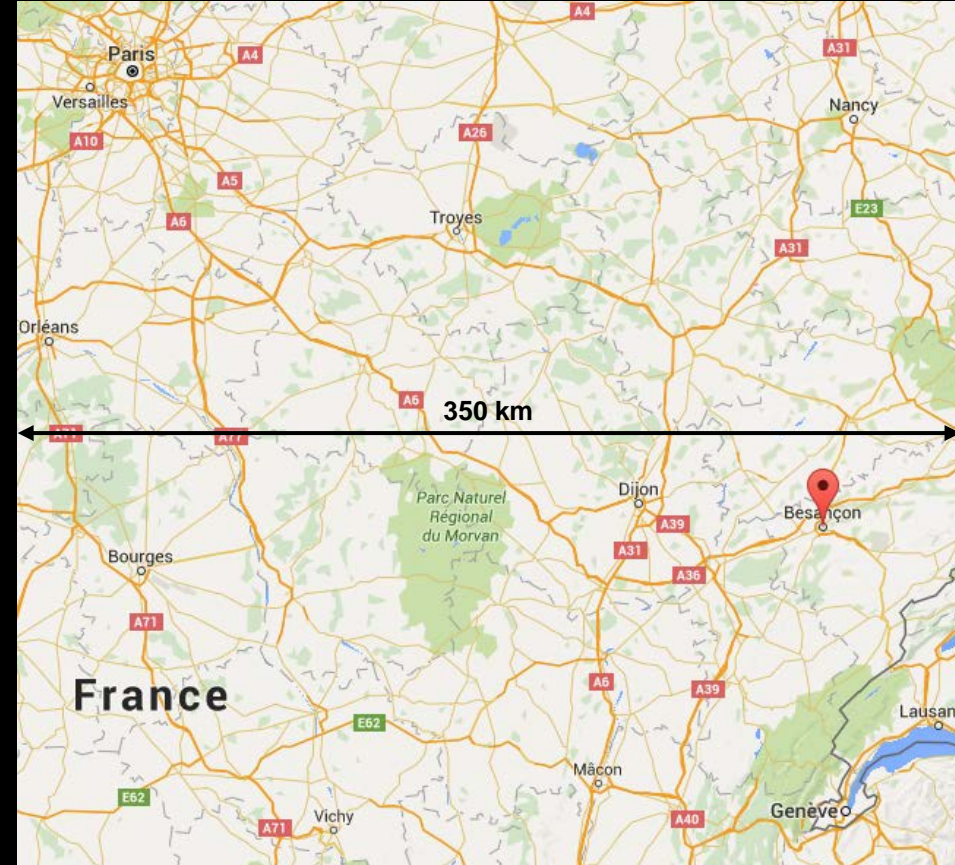 A4
A31
Paris
A4
Versailles
Nancy
A26
A10
A5
E23
A6
Troyes
A31
Orléans
A6
350 km
A71
A77
Dijon
Parc Naturel
Régional
du Morvan
Besançon
A39
A31
Bourges
A36
A71
A6
A39
France
Lausan
E62
Mâcon
E62
Genève
Vichy
A40
A71